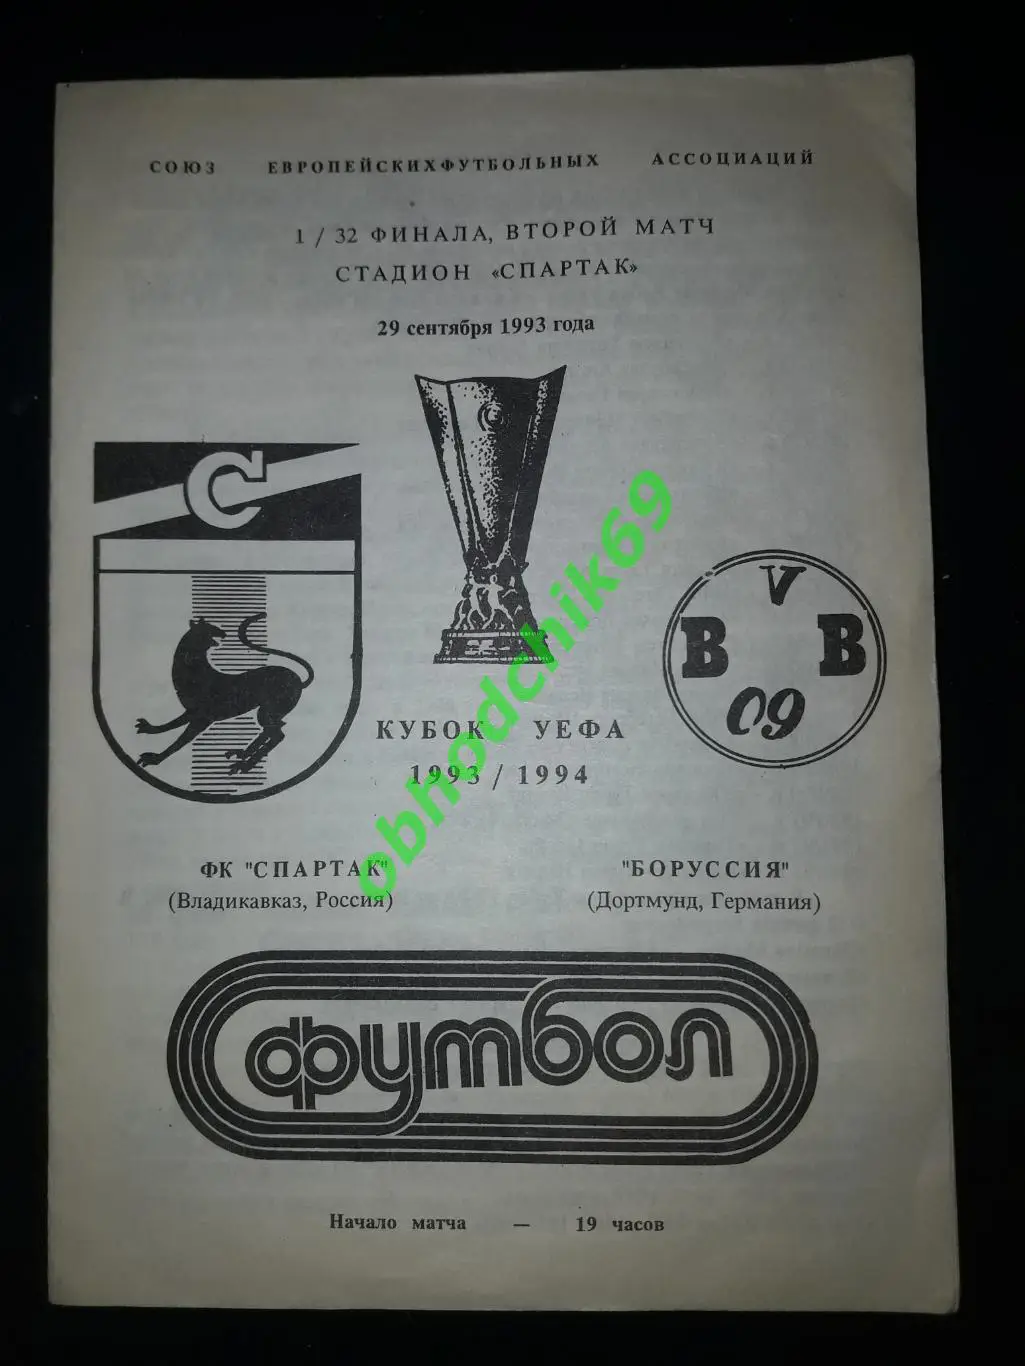 СОЮЗ ЕВРОПЕЙСКИХФУТБОЛЬНЫХ АССОЦИАЦИЙ
1 / 32 ФИНАЛА, ВТОРОЙ МАТЧ
СТАДИОН «СПАРТАК»
29 сентября 1993 года
С
V
B B
09
КУБОК УЕФА
1993 / 1994
obhodchik69
ФК "СПАРТАК"
(Владикавказ, Россия)
"БОРУССИЯ"
(Дортмунд, Германия)
футбол
Начало матча — 19 часов